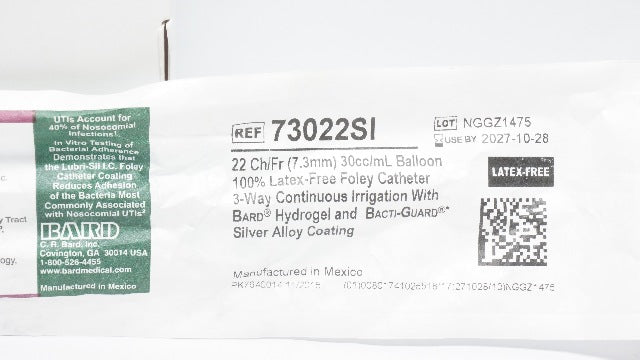 UTIs Account for
40% of Nosocomial
Infections¹.
In Vitro Testing of
Bacterial Adherence
Demonstrates that
the Lubri-Sil I.C. Foley
Catheter Coating
Reduces Adhesion
of the Bacteria Most
Commonly Associated
with Nosocomial UTIs²
BARD
C. R. Bard, Inc.
Covington, GA 30014 USA
1-800-526-4455
www.bardmedical.com
Manufactured in Mexico
c.
y Tract
ogy.
REF 73022SI
22 Ch/Fr (7.3mm) 30cc/mL Balloon
100% Latex-Free Foley Catheter
3-Way Continuous Irrigation With
BARD® Hydrogel and BACTI-GUARD®*
Silver Alloy Coating
Manufactured in Mexico
LOT NGGZ1475
USE BY 2027-10-28
LATEX-FREE